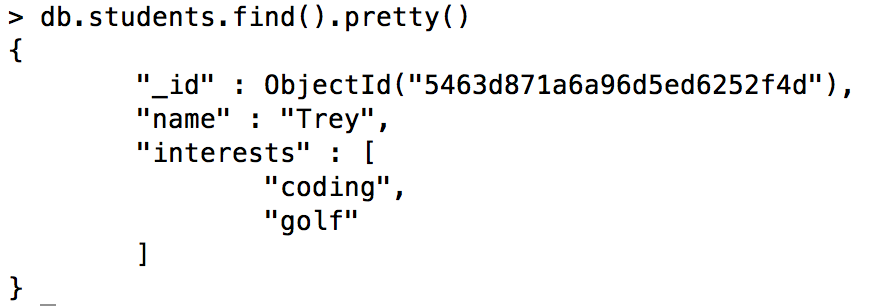 > db.students.find().pretty()
{
"_id" : ObjectId("5463d871a6a96d5ed6252f4d"),
"name" : "Trey",
"interests" : [
"coding",
"golf"
]
} _